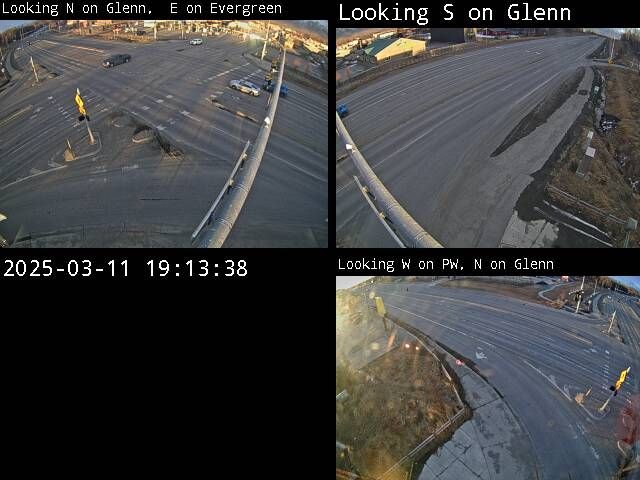 Looking N on Glenn,  E on Evergreen
Looking S on Glenn
2025-03-11 19:13:38
Looking W on PW, N on Glenn